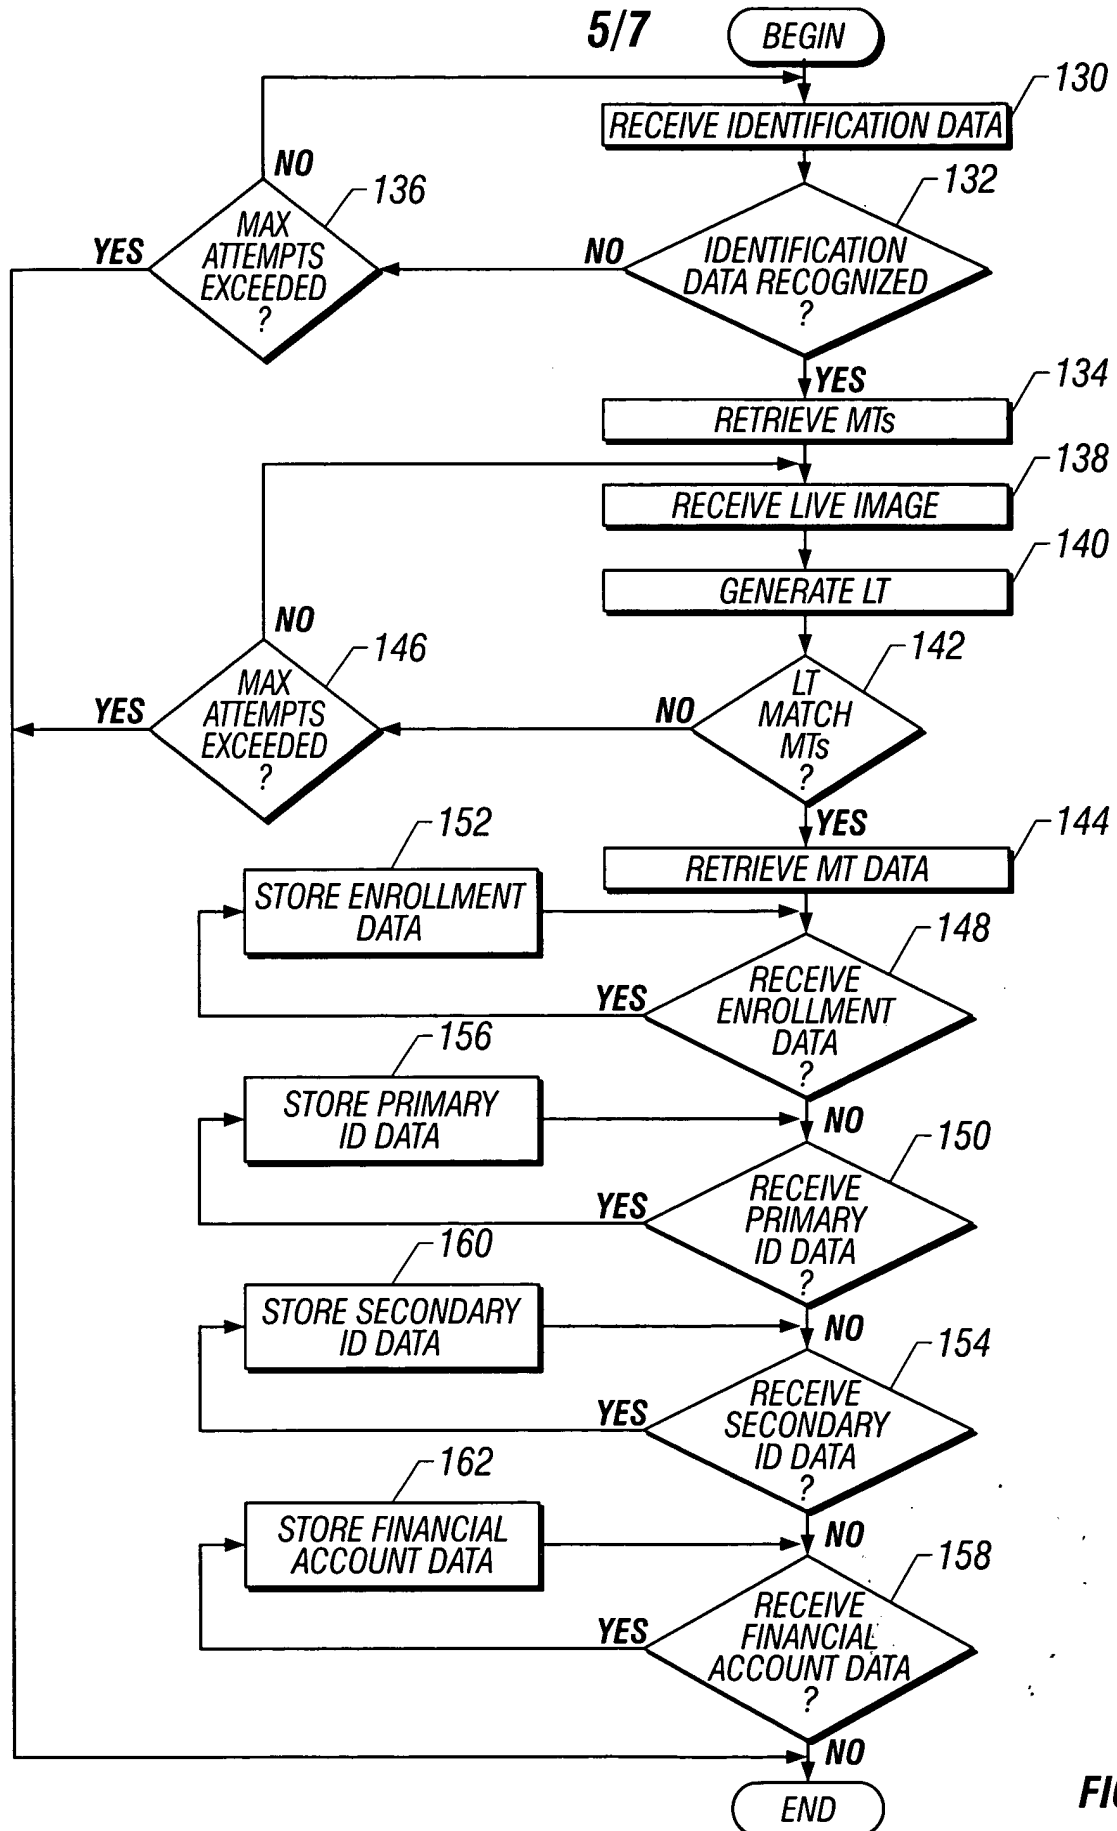 5/7
BEGIN
130
RECEIVE IDENTIFICATION DATA
NO
136
132
MAX
ATTEMPTS
EXCEEDED
?
YES
NO
IDENTIFICATION
DATA RECOGNIZED
?
YES
134
RETRIEVE MTs
138
RECEIVE LIVE IMAGE
140
GENERATE LT
NO
146
142
MAX
ATTEMPTS
EXCEEDED
?
YES
NO
LT
MATCH
MTs
?
YES
144
RETRIEVE MT DATA
152
STORE ENROLLMENT
DATA
148
YES
RECEIVE
ENROLLMENT
DATA
?
NO
156
STORE PRIMARY
ID DATA
150
YES
RECEIVE
PRIMARY
ID DATA
?
NO
160
STORE SECONDARY
ID DATA
154
YES
RECEIVE
SECONDARY
ID DATA
?
NO
162
STORE FINANCIAL
ACCOUNT DATA
158
YES
RECEIVE
FINANCIAL
ACCOUNT DATA
?
NO
END